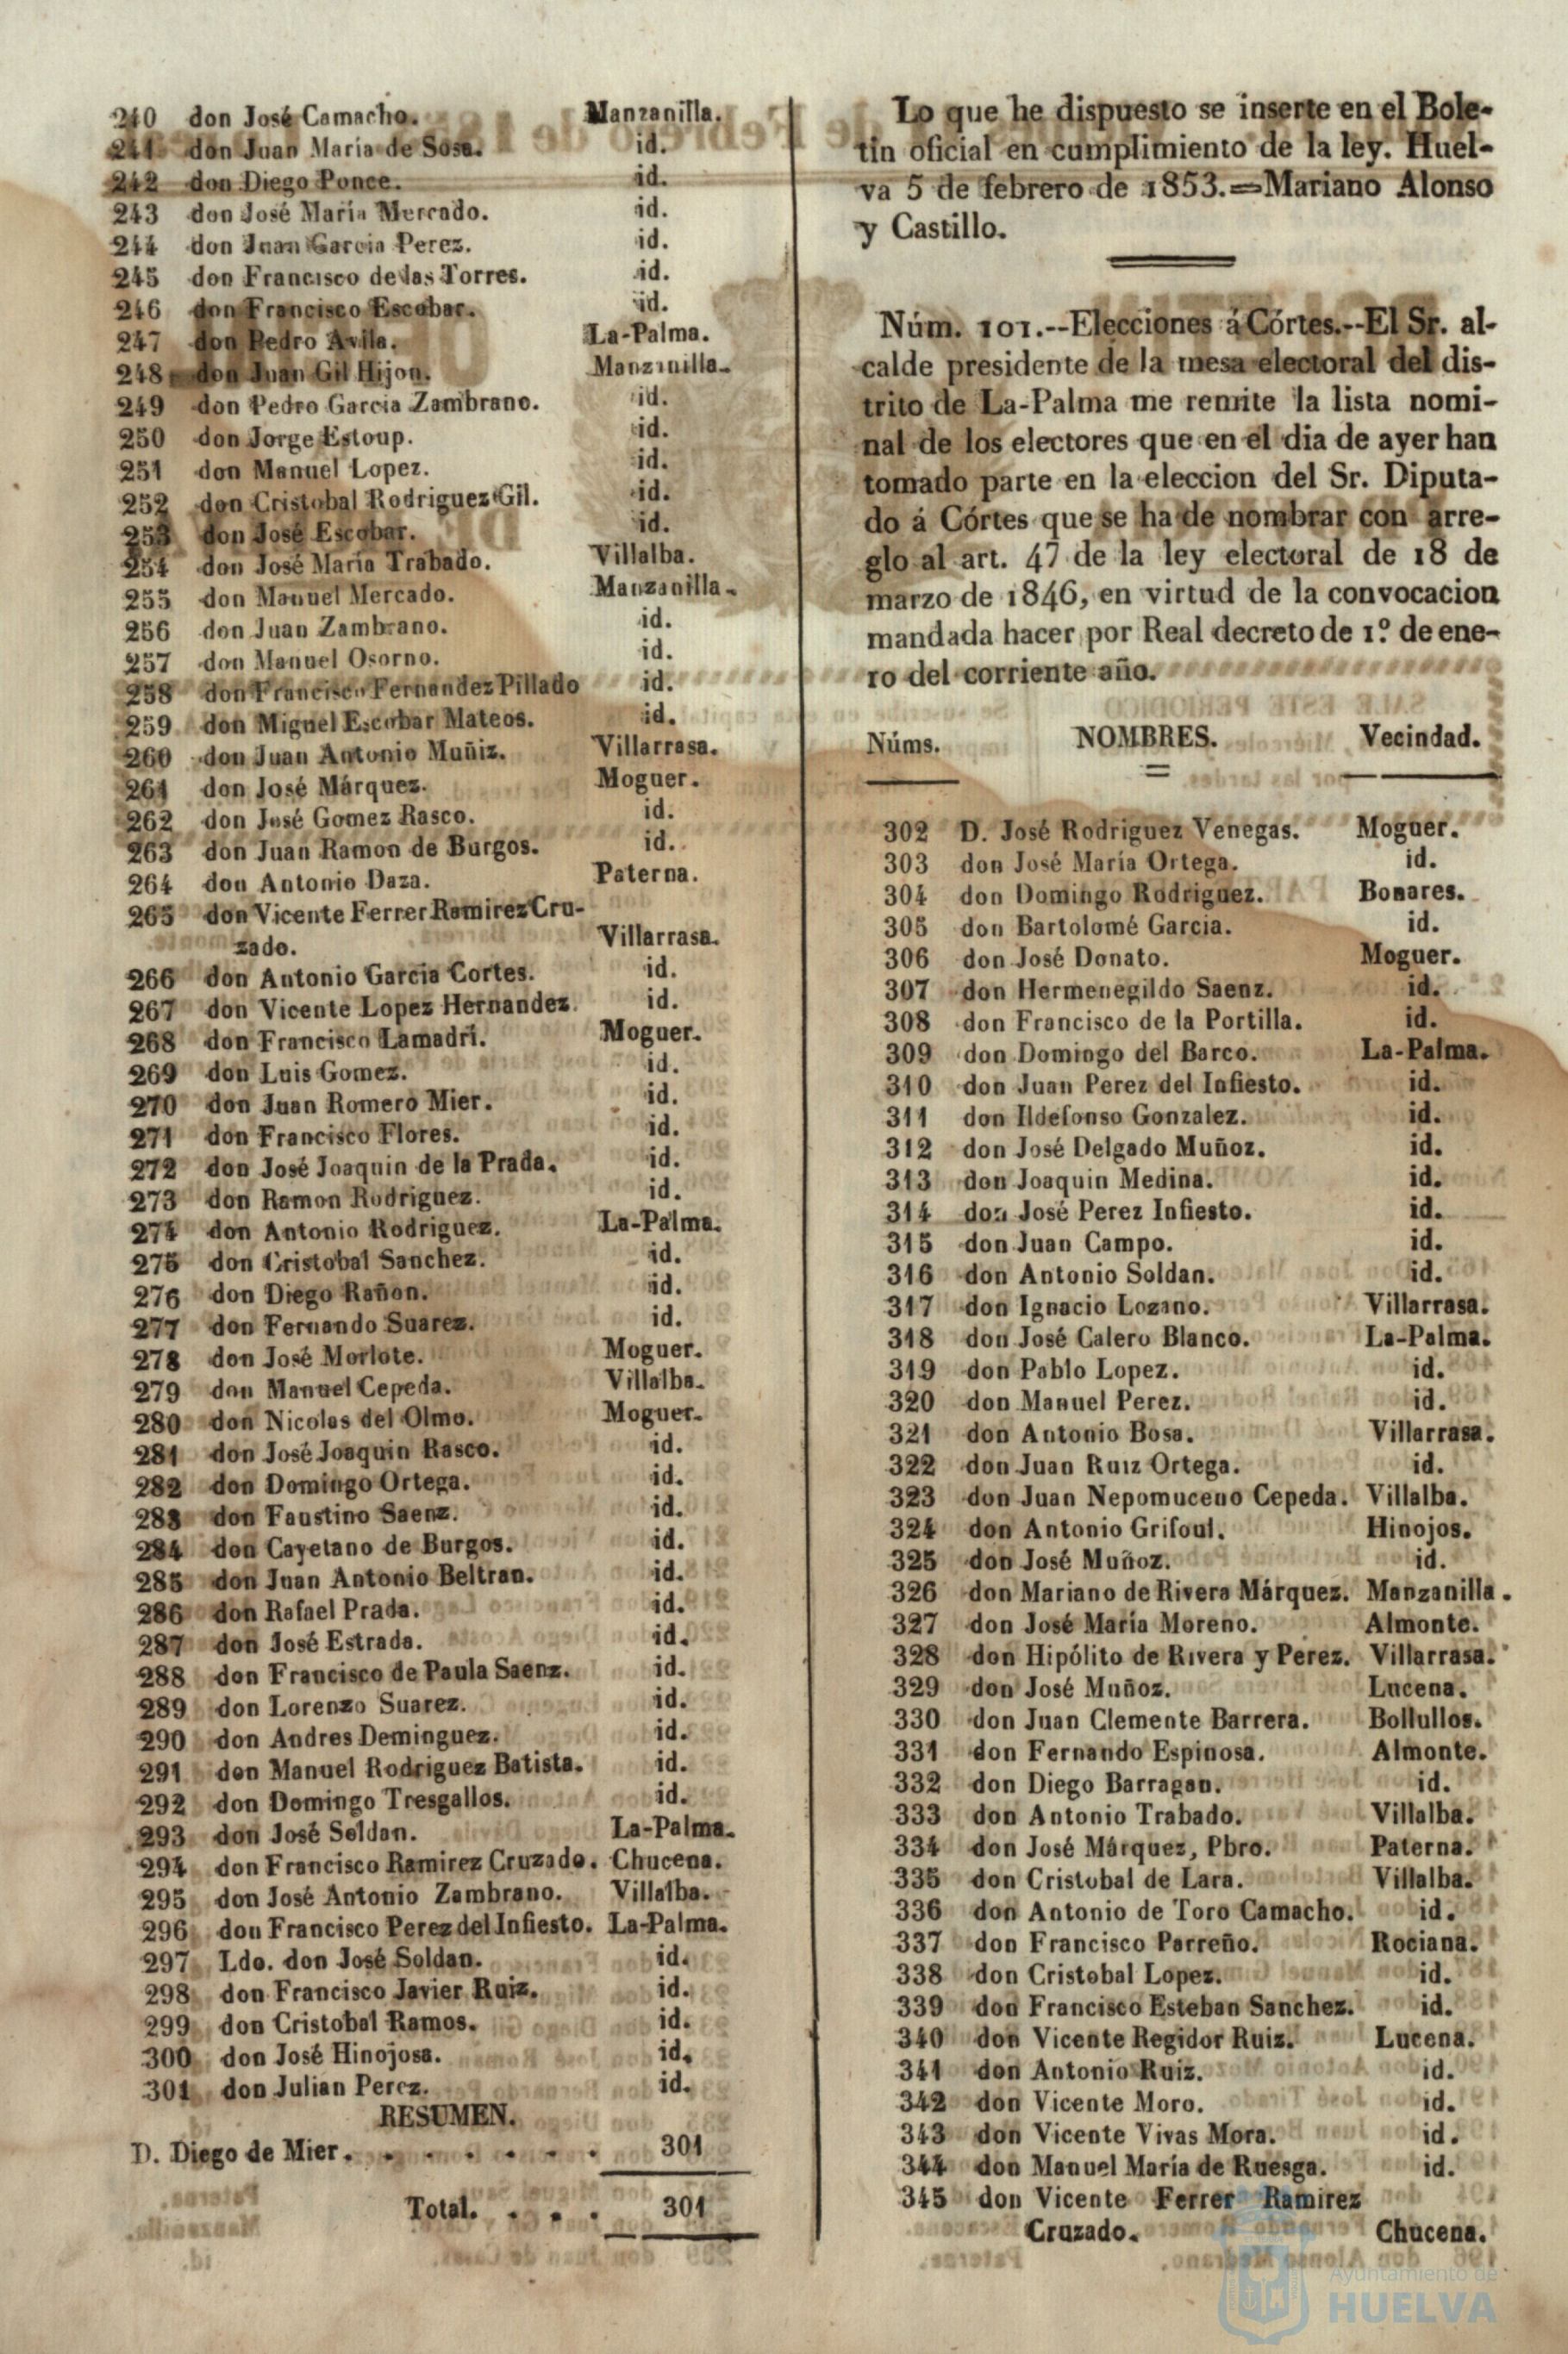 240 don José Camacho. Manzanilla.
241 don Juan María de Sosa. id.
242 don Diego Ponce. id.
243 don José María Mercado. id.
244 don Juan Garcia Perez. id.
245 don Francisco de las Torres. id.
246 don Francisco Escobar. id.
247 don Pedro Avila. La-Palma.
248 don Juan Gil Hijon. Manzanilla.
249 don Pedro Garcia Zambrano. id.
250 don Jorge Estoup. id.
251 don Manuel Lopez. id.
252 don Cristobal Rodriguez Gil. id.
253 don José Escobar. id.
254 don José María Trabado. Villalba.
255 don Manuel Mercado. Manzanilla.
256 don Juan Zambrano. id.
257 don Manuel Osorno. id.
258 don Francisco Fernandez Pillado id.
259 don Miguel Escobar Mateos. id.
260 don Juan Antonio Muñiz. Villarrasa.
261 don José Márquez. Moguer.
262 don José Gomez Rasco. id.
263 don Juan Ramon de Burgos. id.
264 don Antonio Daza. Paterna.
265 don Vicente Ferrer Ramirez Cru-
zado. Villarrasa.
266 don Antonio Garcia Cortes. id.
267 don Vicente Lopez Hernandez. id.
268 don Francisco Lamadri. Moguer.
269 don Luis Gomez. id.
270 don Juan Romero Mier. id.
271 don Francisco Flores. id.
272 don José Joaquin de la Prada. id.
273 don Ramon Rodriguez. id.
274 don Antonio Rodriguez. La-Palma.
275 don Cristobal Sanchez. id.
276 don Diego Rañon. id.
277 don Fernando Suarez. id.
278 don José Morlote. Moguer.
279 don Manuel Cepeda. Villalba.
280 don Nicolas del Olmo. Moguer.
281 don José Joaquin Rasco. id.
282 don Domingo Ortega. id.
283 don Faustino Saenz. id.
284 don Cayetano de Burgos. id.
285 don Juan Antonio Beltran. id.
286 don Rafael Prada. id.
287 don José Estrada. id.
288 don Francisco de Paula Saenz. id.
289 don Lorenzo Suarez. id.
290 don Andres Deminguez. id.
291 don Manuel Rodriguez Batista. id.
292 don Domingo Tresgallos. id.
293 don José Soldan. La-Palma.
294 don Francisco Ramirez Cruzado. Chucena.
295 don José Antonio Zambrano. Villalba.
296 don Francisco Perez del Infiesto. La-Palma.
297 Ldo. don José Soldan. id.
298 don Francisco Javier Ruiz. id.
299 don Cristobal Ramos. id.
300 don José Hinojosa. id.
301 don Julian Perez. id.
RESUMEN.
D. Diego de Mier. . . . . . . 301
Total. . . . 301
Lo que he dispuesto se inserte en el Bole-
tin oficial en cumplimiento de la ley. Huel-
va 5 de febrero de 1853.=Mariano Alonso
y Castillo.
Núm. 101.--Elecciones á Córtes.--El Sr. al-
calde presidente de la mesa electoral del dis-
trito de La-Palma me remite la lista nomi-
nal de los electores que en el dia de ayer han
tomado parte en la eleccion del Sr. Diputa-
do á Córtes que se ha de nombrar con arre-
glo al art. 47 de la ley electoral de 18 de
marzo de 1846, en virtud de la convocacion
mandada hacer por Real decreto de 1.º de ene-
ro del corriente año.
Núms. NOMBRES. Vecindad.
302 D. José Rodriguez Venegas. Moguer.
303 don José María Ortega. id.
304 don Domingo Rodriguez. Bonares.
305 don Bartolomé Garcia. id.
306 don José Donato. Moguer.
307 don Hermenegildo Saenz. id.
308 don Francisco de la Portilla. id.
309 don Domingo del Barco. La-Palma.
310 don Juan Perez del Infiesto. id.
311 don Ildefonso Gonzalez. id.
312 don José Delgado Muñoz. id.
313 don Joaquin Medina. id.
314 don José Perez Infiesto. id.
315 don Juan Campo. id.
316 don Antonio Soldan. id.
317 don Ignacio Lozano. Villarrasa.
318 don José Calero Blanco. La-Palma.
319 don Pablo Lopez. id.
320 don Manuel Perez. id.
321 don Antonio Bosa. Villarrasa.
322 don Juan Ruiz Ortega. id.
323 don Juan Nepomuceno Cepeda. Villalba.
324 don Antonio Grifoul. Hinojos.
325 don José Muñoz. id.
326 don Mariano de Rivera Márquez. Manzanilla.
327 don José María Moreno. Almonte.
328 don Hipólito de Rivera y Perez. Villarrasa.
329 don José Muñoz. Lucena.
330 don Juan Clemente Barrera. Bollullos.
331 don Fernando Espinosa. Almonte.
332 don Diego Barragan. id.
333 don Antonio Trabado. Villalba.
334 don José Márquez, Pbro. Paterna.
335 don Cristobal de Lara. Villalba.
336 don Antonio de Toro Camacho. id.
337 don Francisco Parreño. Rociana.
338 don Cristobal Lopez. id.
339 don Francisco Esteban Sanchez. id.
340 don Vicente Regidor Ruiz. Lucena.
341 don Antonio Ruiz. id.
342 don Vicente Moro. id.
343 don Vicente Vivas Mora. id.
344 don Manuel María de Ruesga. id.
345 don Vicente Ferrer Ramirez
Cruzado. Chucena.
Ayuntamiento de
HUELVA